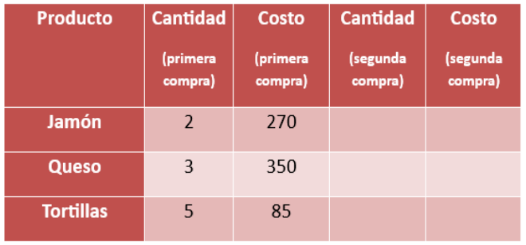 Producto Cantidad Costo Cantidad Costo
(primera (primera (segunda (segunda
compra) compra) compra) compra)
Jamón 2 270
Queso 3 350
Tortillas 5 85